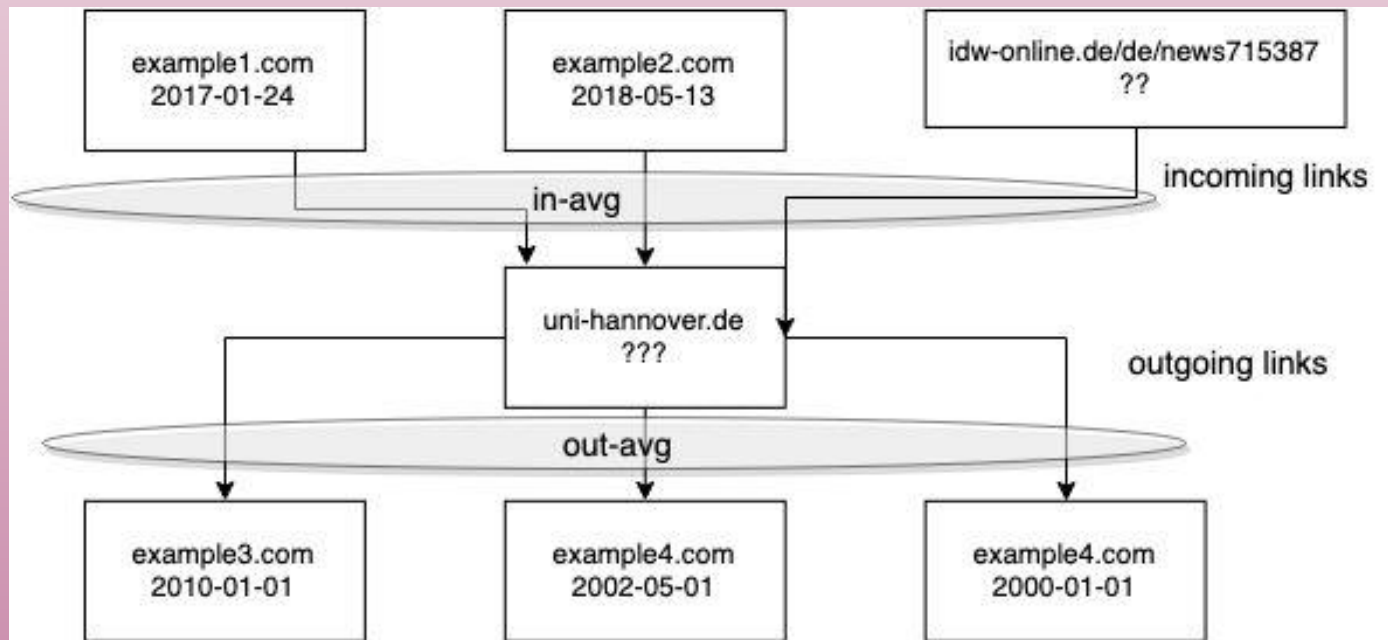 example1.com
2017-01-24
example2.com
2018-05-13
idw-online.de/de/news715387
??
incoming links
in-avg
uni-hannover.de
???
outgoing links
out-avg
example3.com
2010-01-01
example4.com
2002-05-01
example4.com
2000-01-01